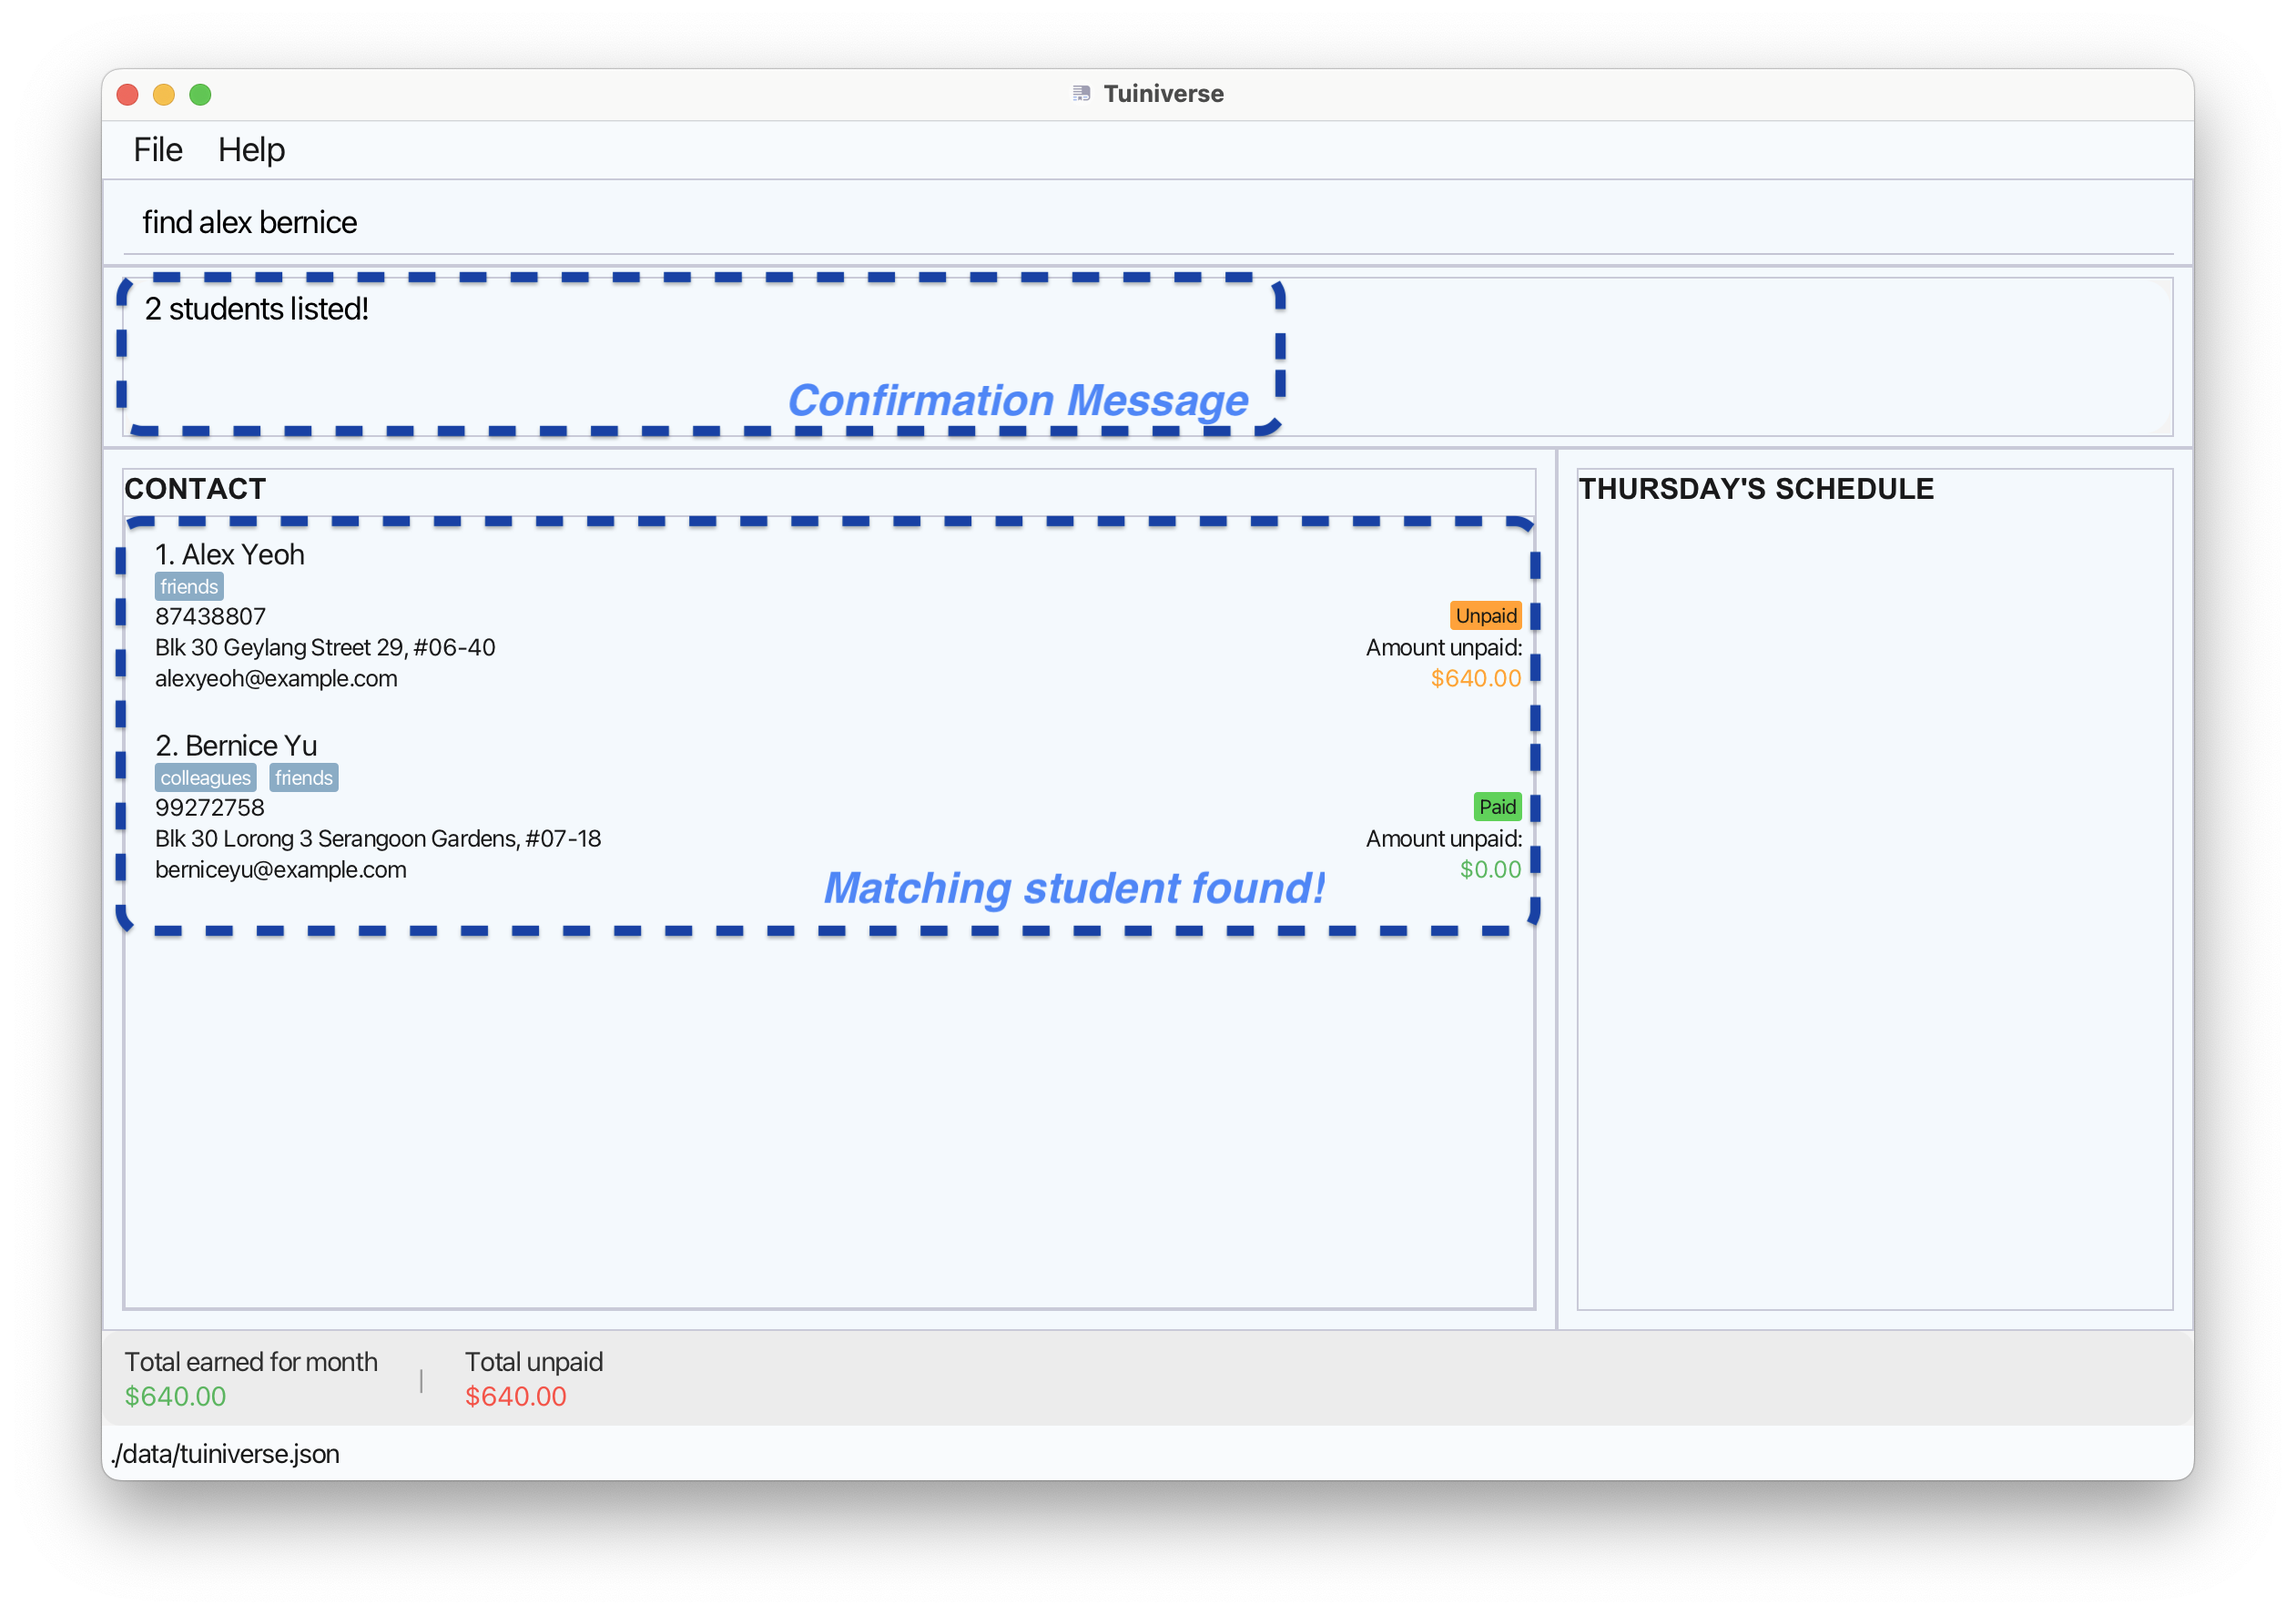 Tuiniverse
File Help
find alex bernice
2 students listed!
Confirmation Message
CONTACT
1. Alex Yeoh
friends
87438807
Unpaid
Blk 30 Geylang Street 29, #06-40
Amount unpaid:
alexyeoh@example.com
$640.00
2. Bernice Yu
colleagues friends
99272758
Paid
Blk 30 Lorong 3 Serangoon Gardens, #07-18
Amount unpaid:
berniceyu@example.com
$0.00
Matching student found!
THURSDAY'S SCHEDULE
Total earned for month | Total unpaid
$640.00 $640.00
./data/tuiniverse.json